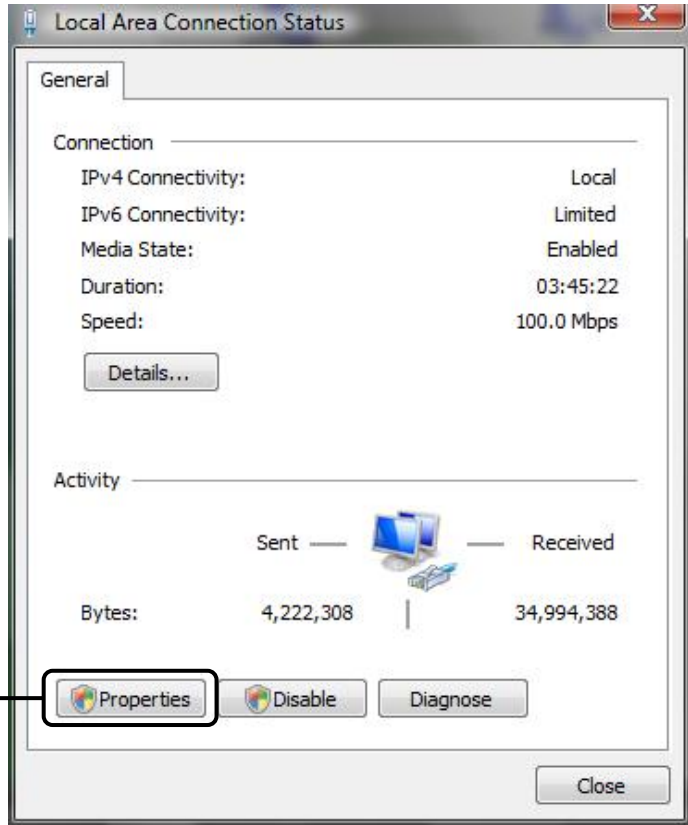 Local Area Connection Status
General
Connection
IPv4 Connectivity: Local
IPv6 Connectivity: Limited
Media State: Enabled
Duration: 03:45:22
Speed: 100.0 Mbps
Details...
Activity
Sent Received
Bytes: 4,222,308 34,994,388
Properties Disable Diagnose
Close